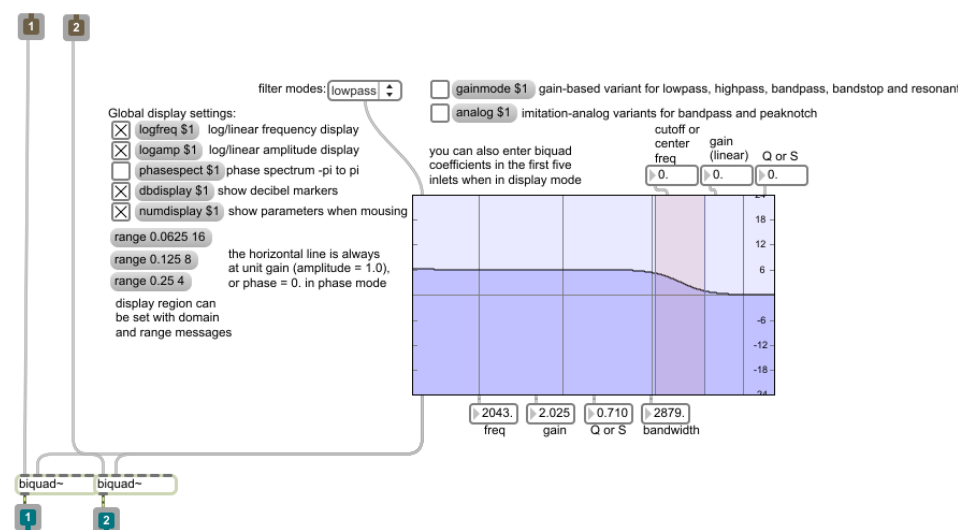 1
2
filter modes:
lowpass
gainmode $1
gain-based variant for lowpass, highpass, bandpass, bandstop and resonant
analog $1
imitation-analog variants for bandpass and peaknotch
Global display settings:
logfreq $1
log/linear frequency display
logamp $1
log/linear amplitude display
phasespect $1
phase spectrum -pi to pi
dbdisplay $1
show decibel markers
numdisplay $1
show parameters when mousing
range 0.0625 16
range 0.125 8
range 0.25 4
the horizontal line is always
at unit gain (amplitude = 1.0),
or phase = 0. in phase mode
display region can
be set with domain
and range messages
you can also enter biquad
coefficients in the first five
inlets when in display mode
cutoff or
center
freq
gain
(linear)
Q or S
0.
0.
0.
24
18
12
6
-6
-12
-18
-24
2043.
2.025
0.710
2879.
freq
gain
Q or S
bandwidth
biquad~
biquad~
1
2